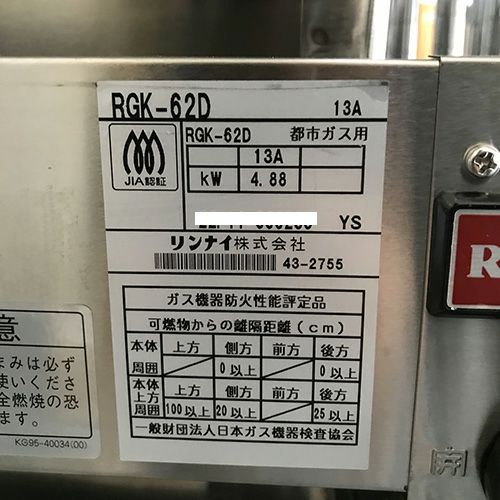 RGK-62D 13A
JIA認証
RGK-62D 都市ガス用
13A
kW 4.88
YS
リンナイ株式会社
43-2755
ガス機器防火性能評定品
可燃物からの離隔距離(cm)
本体周囲 上方 側方 前方 後方
0以上 0以上
本体上方周囲 上方 側方 前方 後方
100以上 20以上 25以上
一般財団法人日本ガス機器検査協会
意
まみは必ず
使いくださ
全燃焼の恐
ます。
KG95-40034(00)
R